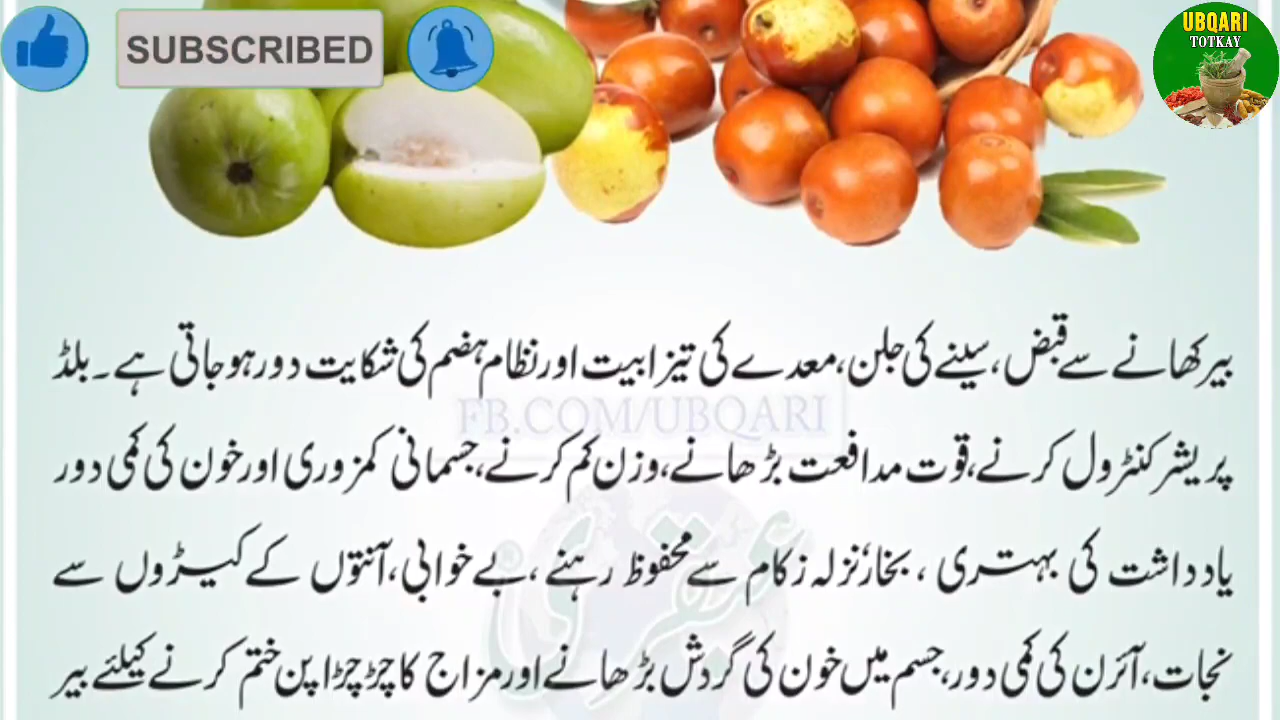 SUBSCRIBED
UBQARI
TOTKAY
بیر کھانے سے قبض، سینے کی جلن، معدے کی تیزابیت اور نظام ہضم کی شکایت دور ہو جاتی ہے۔ بلڈ
FB.COM/UBQARI
پریشر کنٹرول کرنے، قوت مدافعت بڑھانے، وزن کم کرنے، جسمانی کمزوری اور خون کی کمی دور
یادداشت کی بہتری، بخار، نزلہ زکام سے محفوظ رہنے، بے خوابی، آنتوں کے کیڑوں سے
عبقری
نجات، آئرن کی کمی دور، جسم میں خون کی گردش بڑھانے اور مزاج کا چڑچڑاپن ختم کرنے کیلئے بیر